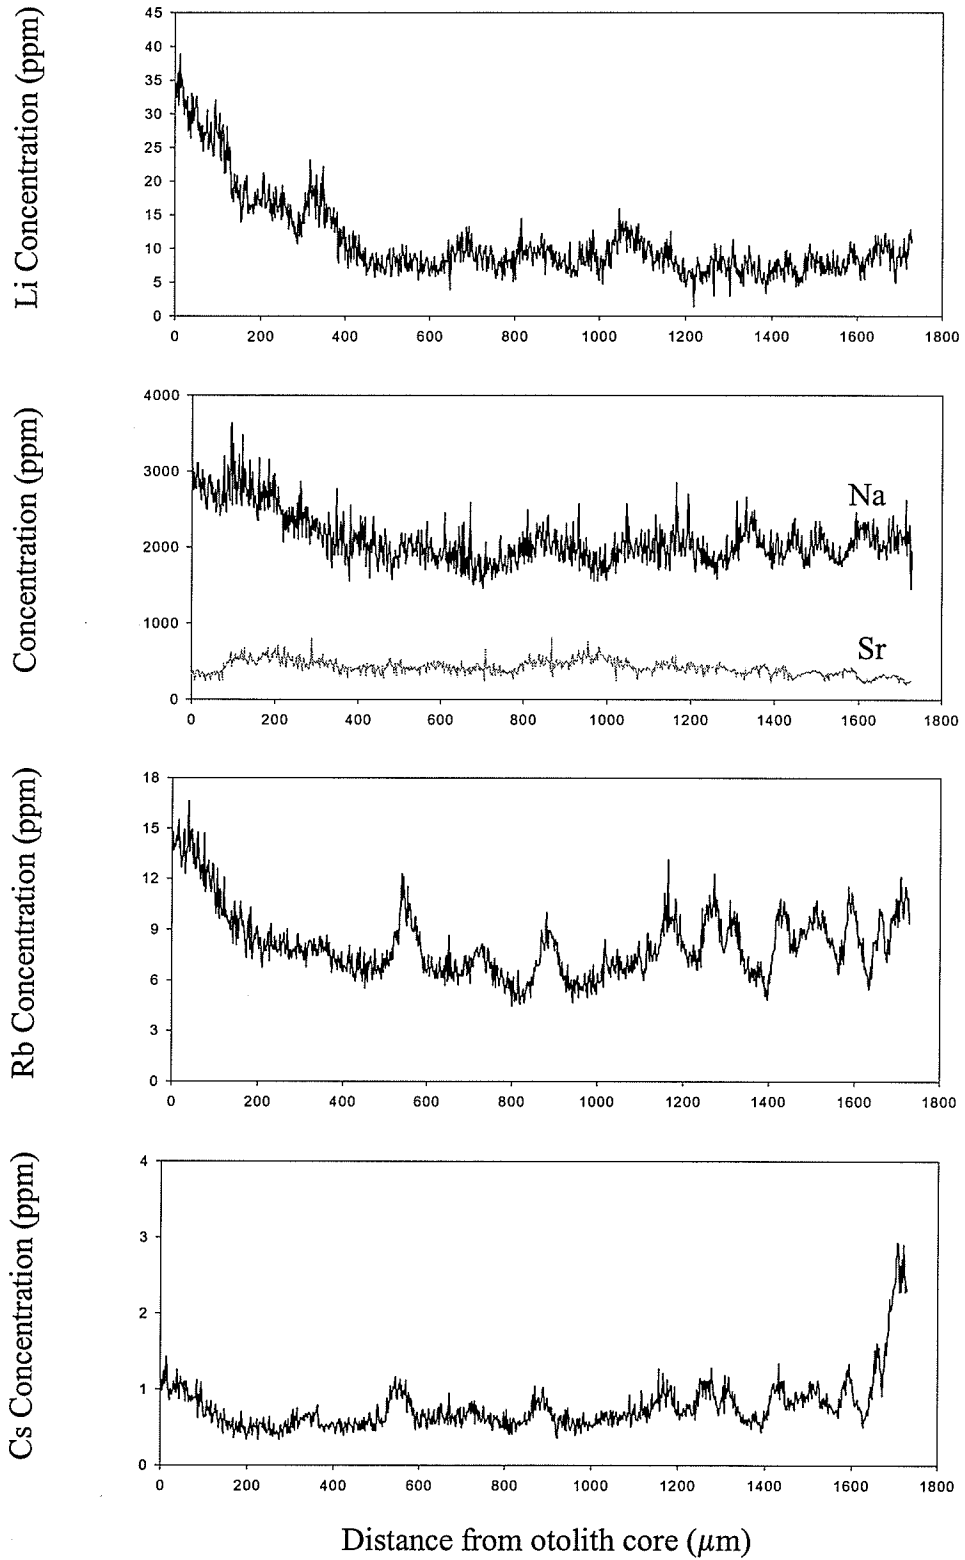 Li Concentration (ppm)
45
40
35
30
25
20
15
10
5
0
0 200 400 600 800 1000 1200 1400 1600 1800
Concentration (ppm)
4000
3000
2000
1000
0
Na
Sr
0 200 400 600 800 1000 1200 1400 1600 1800
Rb Concentration (ppm)
18
15
12
9
6
3
0
0 200 400 600 800 1000 1200 1400 1600 1800
Cs Concentration (ppm)
4
3
2
1
0
0 200 400 600 800 1000 1200 1400 1600 1800
Distance from otolith core (μm)